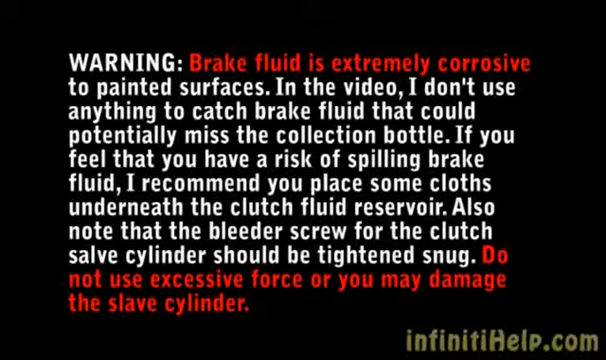 WARNING: Brake fluid is extremely corrosive
to painted surfaces. In the video, I don't use
anything to catch brake fluid that could
potentially miss the collection bottle. If you
feel that you have a risk of spilling brake
fluid, I recommend you place some cloths
underneath the clutch fluid reservoir. Also
note that the bleeder screw for the clutch
salve cylinder should be tightened snug. Do
not use excessive force or you may damage
the slave cylinder.
infinitiHelp.com